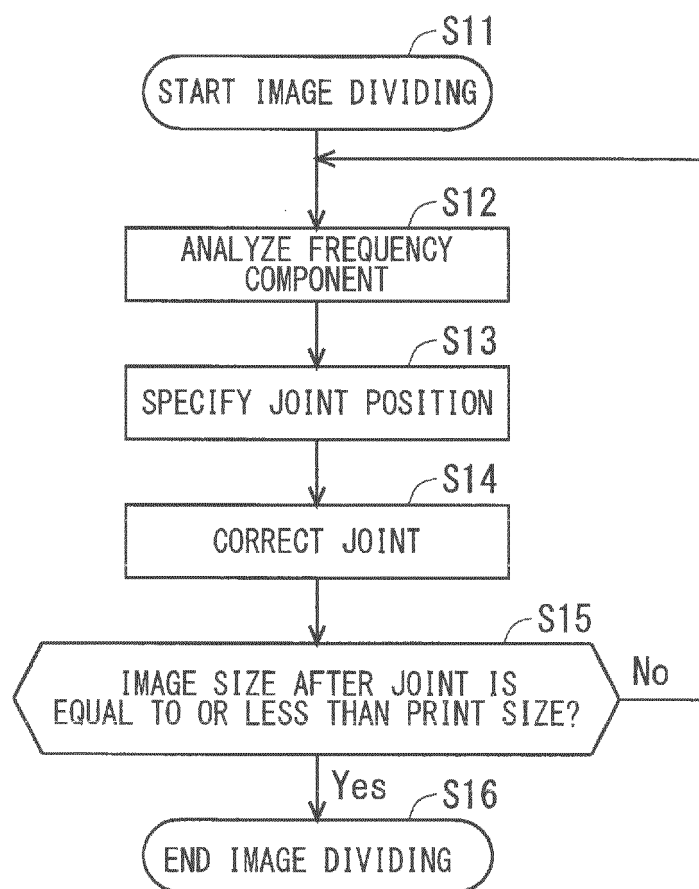 S11
START IMAGE DIVIDING
S12
ANALYZE FREQUENCY
COMPONENT
S13
SPECIFY JOINT POSITION
S14
CORRECT JOINT
S15
IMAGE SIZE AFTER JOINT IS
EQUAL TO OR LESS THAN PRINT SIZE?
No
Yes
S16
END IMAGE DIVIDING